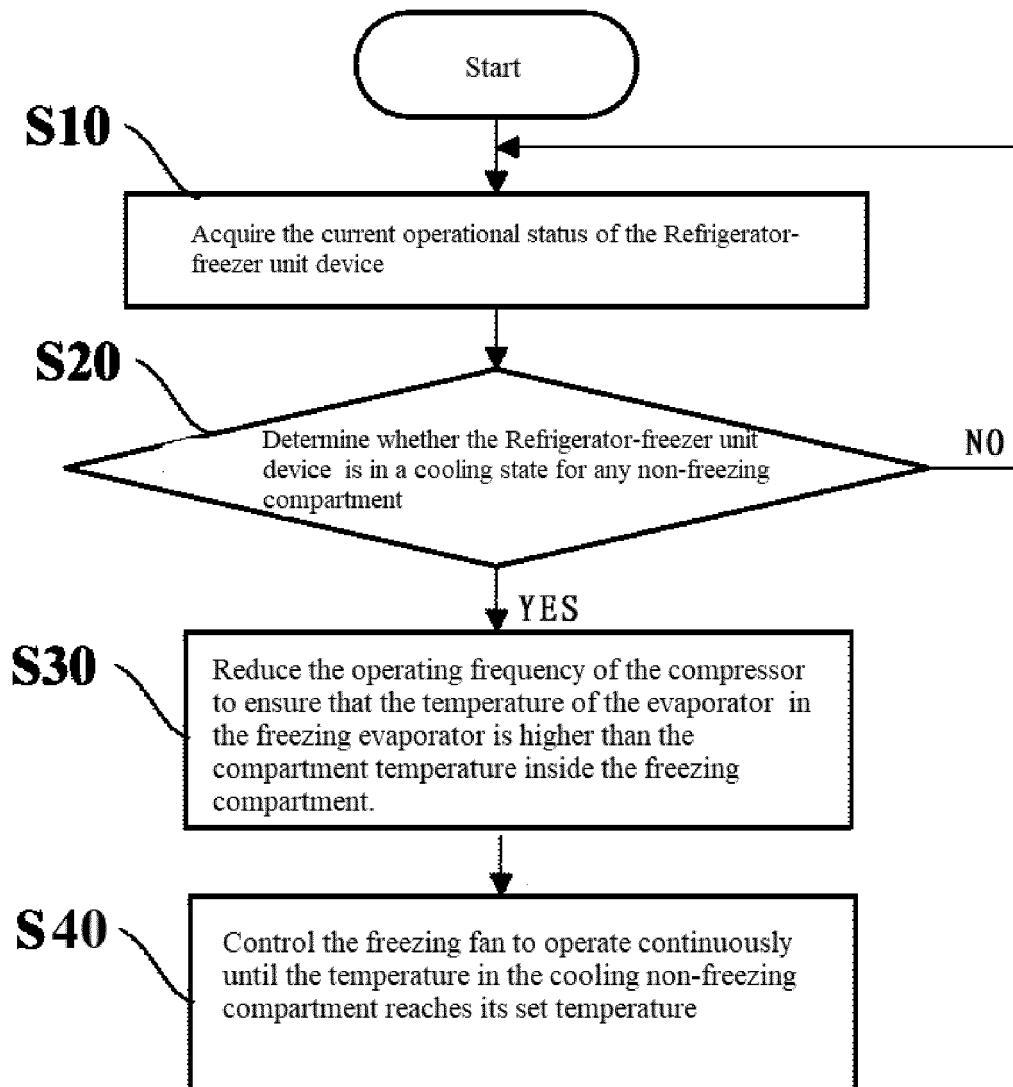 Start
S10
Acquire the current operational status of the Refrigerator-
freezer unit device
S20
Determine whether the Refrigerator-freezer unit
device is in a cooling state for any non-freezing
compartment
NO
YES
S30
Reduce the operating frequency of the compressor
to ensure that the temperature of the evaporator in
the freezing evaporator is higher than the
compartment temperature inside the freezing
compartment.
S40
Control the freezing fan to operate continuously
until the temperature in the cooling non-freezing
compartment reaches its set temperature